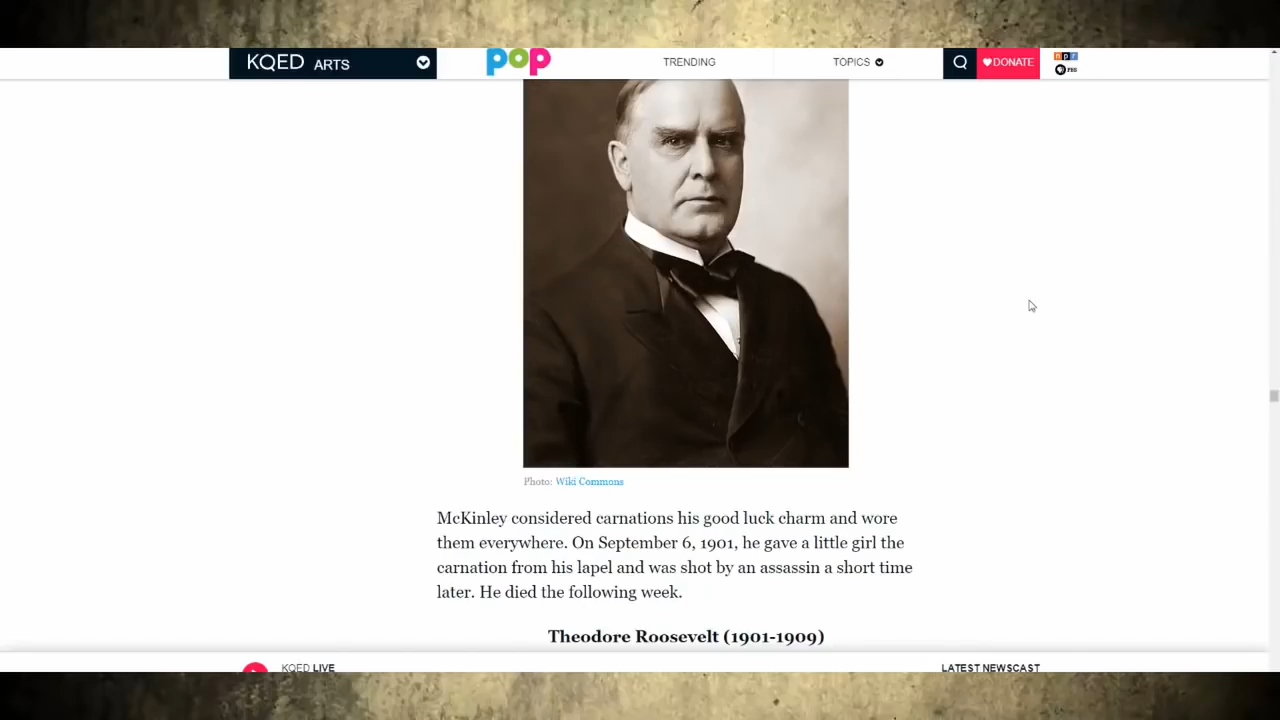 KQED ARTS
pop
TRENDING
TOPICS
DONATE
npr
PBS
Photo: Wiki Commons
McKinley considered carnations his good luck charm and wore
them everywhere. On September 6, 1901, he gave a little girl the
carnation from his lapel and was shot by an assassin a short time
later. He died the following week.
Theodore Roosevelt (1901-1909)
KQED LIVE
LATEST NEWSCAST